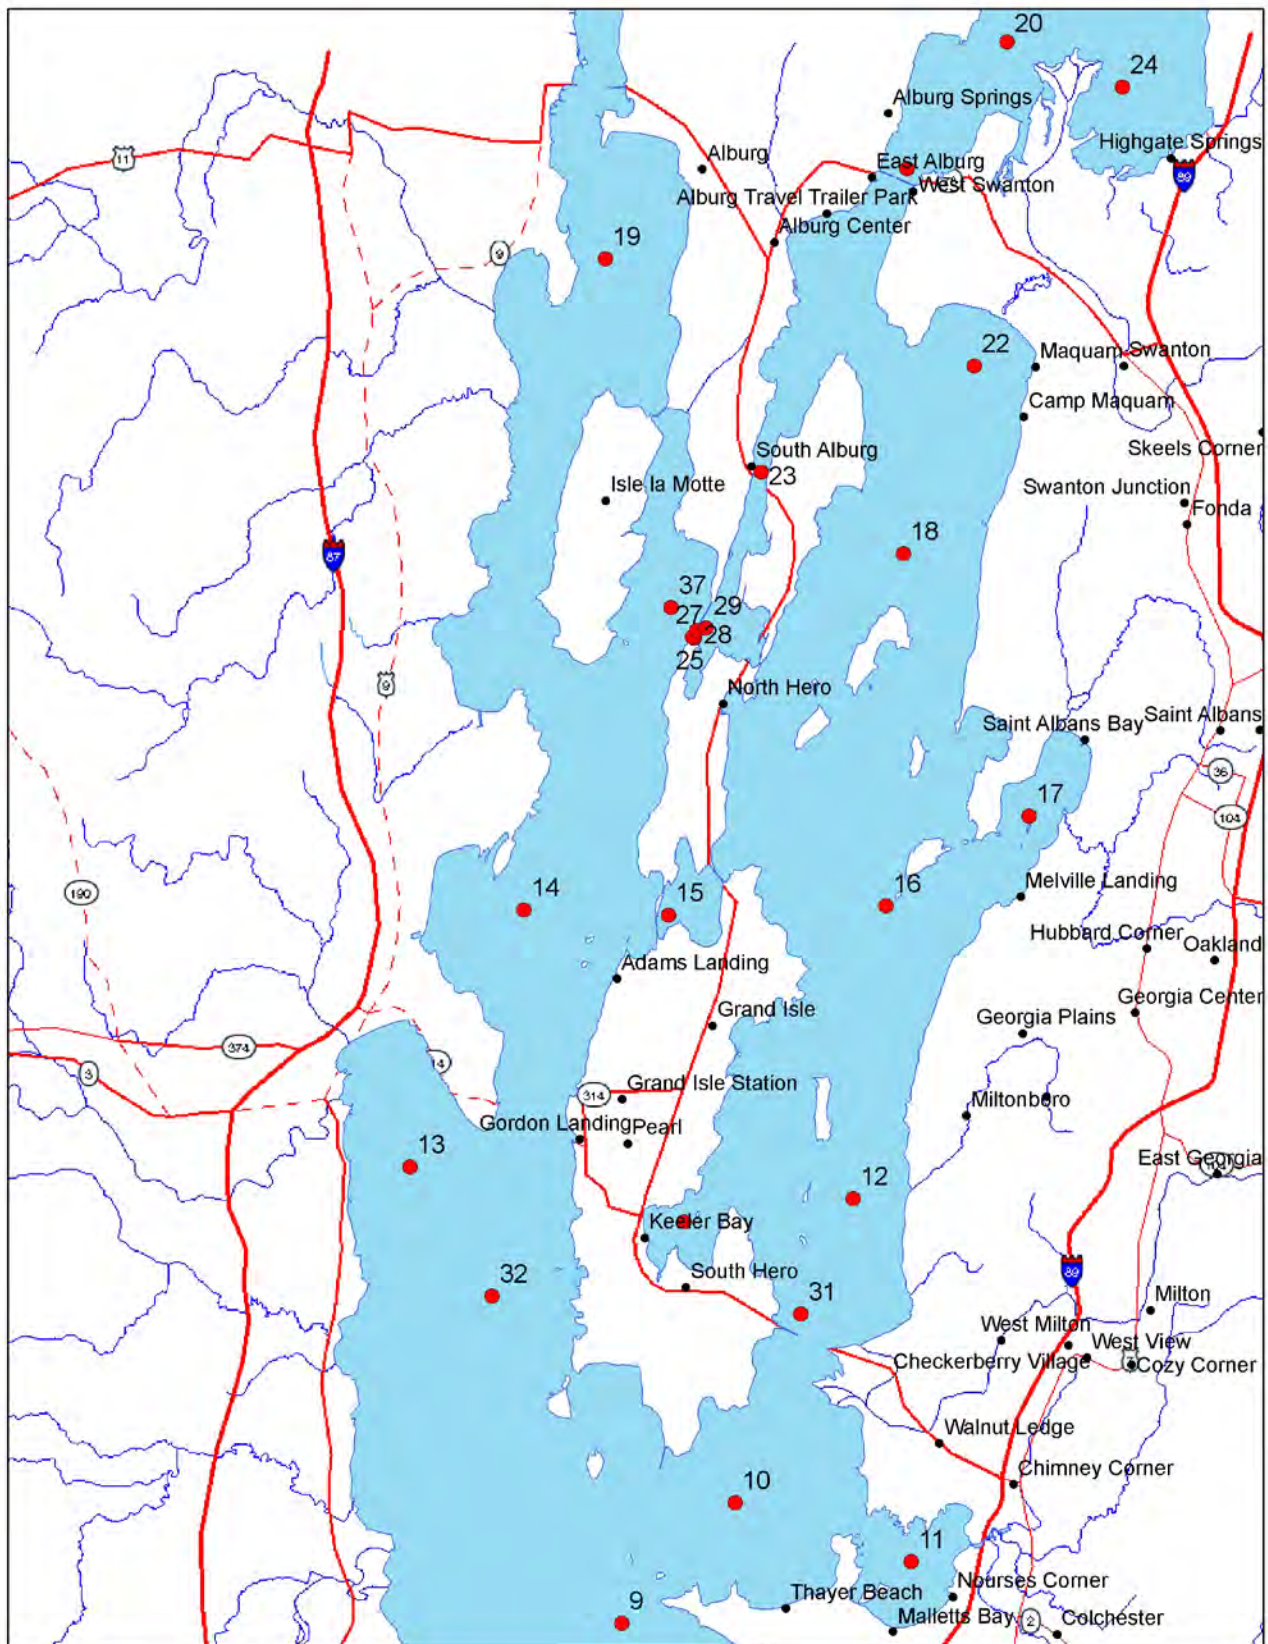 20
24
Alburg Springs
Highgate Springs
11
Alburg
East Alburg
89
West Swanton
Alburg Travel Trailer Park
Alburg Center
19
9
22
Maquam
Swanton
Camp Maquam
South Alburg
23
Skeels Corner
Isle la Motte
Swanton Junction
Fonda
18
87
37
29
27
28
25
9
North Hero
Saint Albans Bay
Saint Albans
36
17
104
190
14
15
16
Melville Landing
Hubbard Corner
Oakland
Adams Landing
Georgia Center
Grand Isle
Georgia Plains
374
14
3
Grand Isle Station
314
Miltonboro
Gordon Landing
Pearl
13
East Georgia
104
12
Keeler Bay
South Hero
89
32
31
Milton
West Milton
West View
Checkerberry Village
Cozy Corner
Walnut Ledge
Chimney Corner
10
11
Nourses Corner
Thayer Beach
9
Malletts Bay
2
Colchester